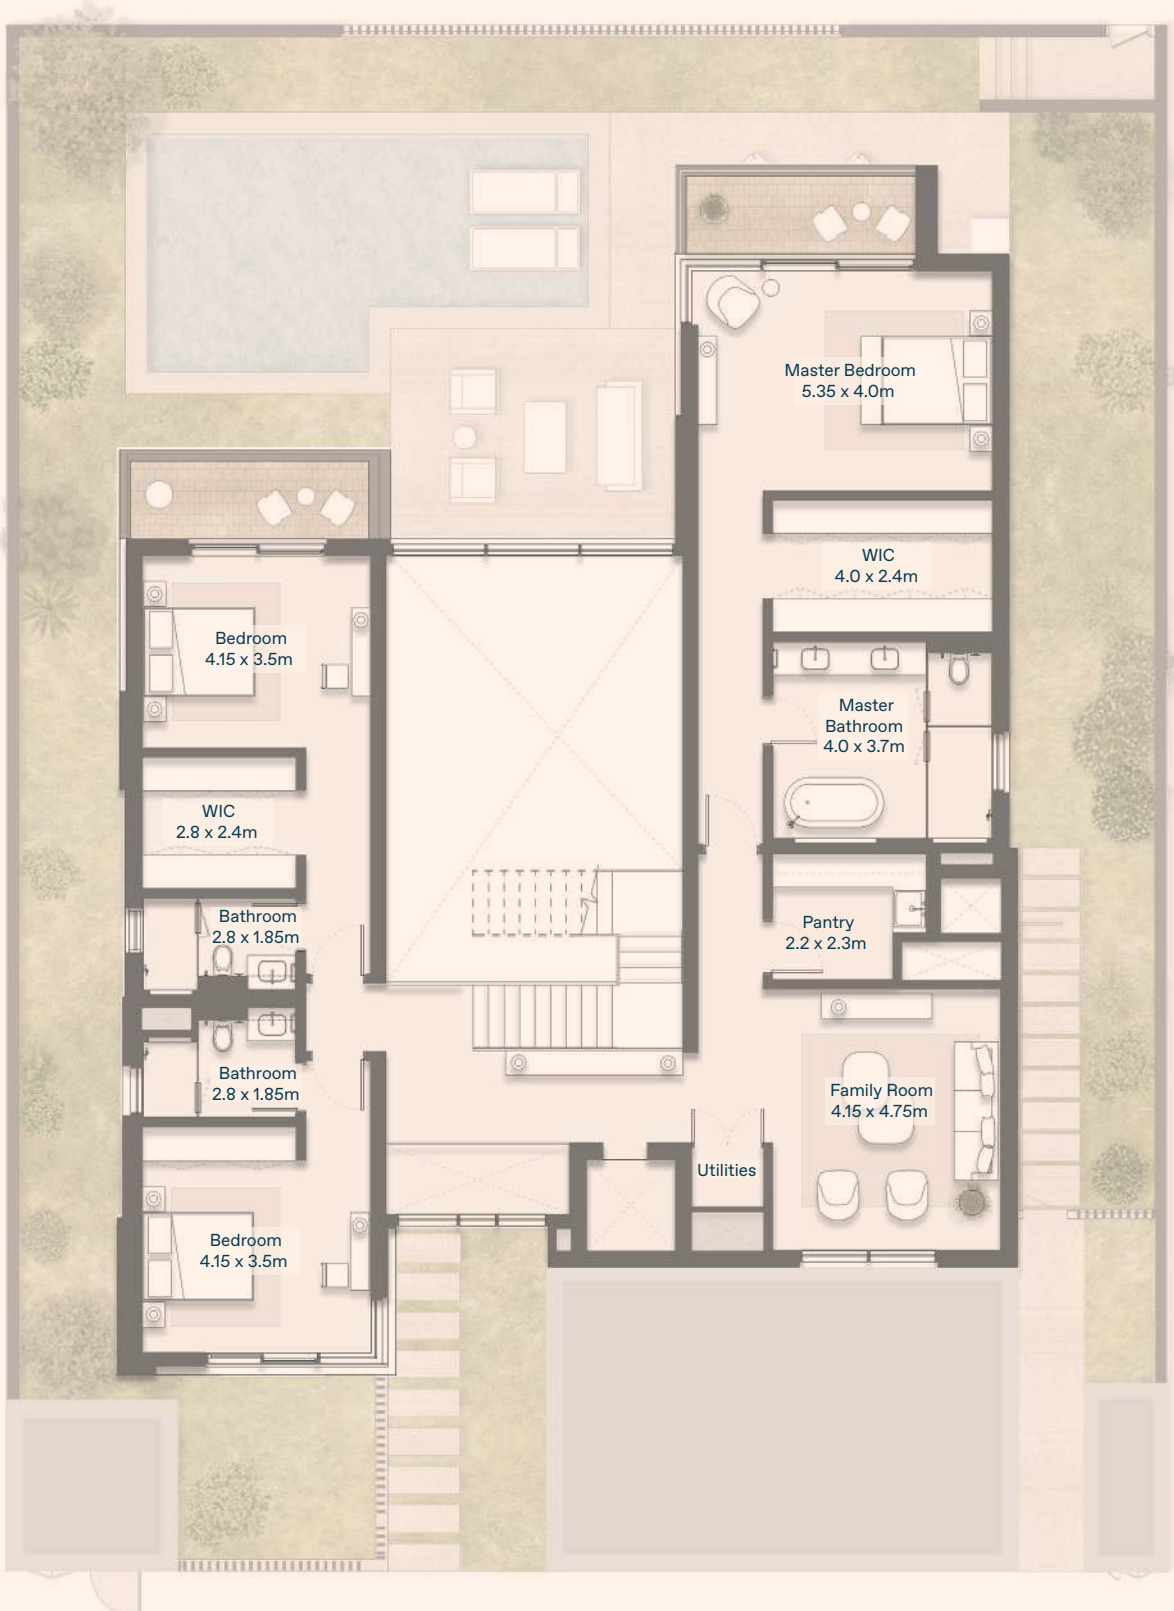 Master Bedroom
5.35 x 4.0m
WIC
4.0 x 2.4m
Bedroom
4.15 x 3.5m
Master
Bathroom
4.0 x 3.7m
WIC
2.8 x 2.4m
Bathroom
2.8 x 1.85m
Pantry
2.2 x 2.3m
Bathroom
2.8 x 1.85m
Family Room
4.15 x 4.75m
Utilities
Bedroom
4.15 x 3.5m